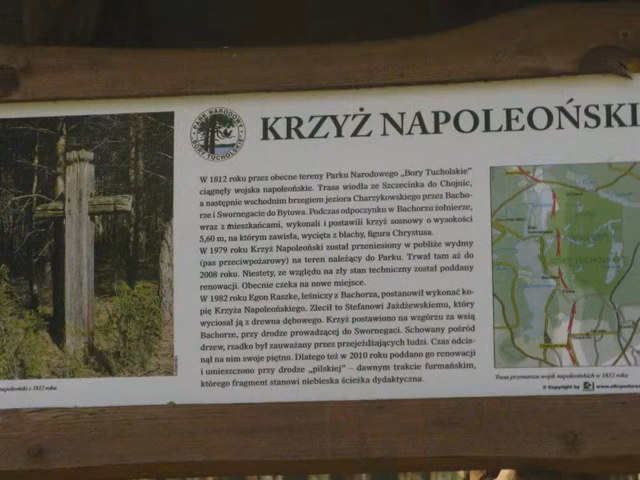 PARK NARODOWY
BORY TUCHOLSKIE
KRZYŻ NAPOLEOŃSKI
W 1812 roku przez obecne tereny Parku Narodowego „Bory Tucholskie”
ciągnęły wojska napoleońskie. Trasa wiodła ze Szczecinka do Chojnic,
a następnie wschodnim brzegiem jeziora Charzykowskiego przez Bacho-
rze i Swornegacie do Bytowa. Podczas odpoczynku w Bachorzu żołnierze,
wraz z mieszkańcami, wykonali i postawili krzyż sosnowy o wysokości
5,60 m, na którym zawisła, wycięta z blachy, figura Chrystusa.
W 1979 roku Krzyż Napoleoński został przeniesiony w pobliże wydmy
(pas przeciwpożarowy) na teren należący do Parku. Trwał tam aż do
2008 roku. Niestety, ze względu na zły stan techniczny został poddany
renowacji. Obecnie czeka na nowe miejsce.
W 1982 roku Egon Raszke, leśniczy z Bachorza, postanowił wykonać ko-
pię Krzyża Napoleońskiego. Zlecił to Stefanowi Jażdżewskiemu, który
wyciosał ją z drewna dębowego. Krzyż postawiono na wzgórzu za wsią
Bachorze, przy drodze prowadzącej do Swornegaci. Schowany pośród
drzew, rzadko był zauważany przez przejeżdżających ludzi. Czas odcis-
nął na nim swoje piętno. Dlatego też w 2010 roku poddano go renowacji
i umieszczono przy drodze „pilskiej” – dawnym trakcie furmańskim,
którego fragment stanowi niebieska ścieżka dydaktyczna.
napoleoński z 1812 roku
Trasa przemarszu wojsk napoleońskich w 1812 roku
© Copyright by